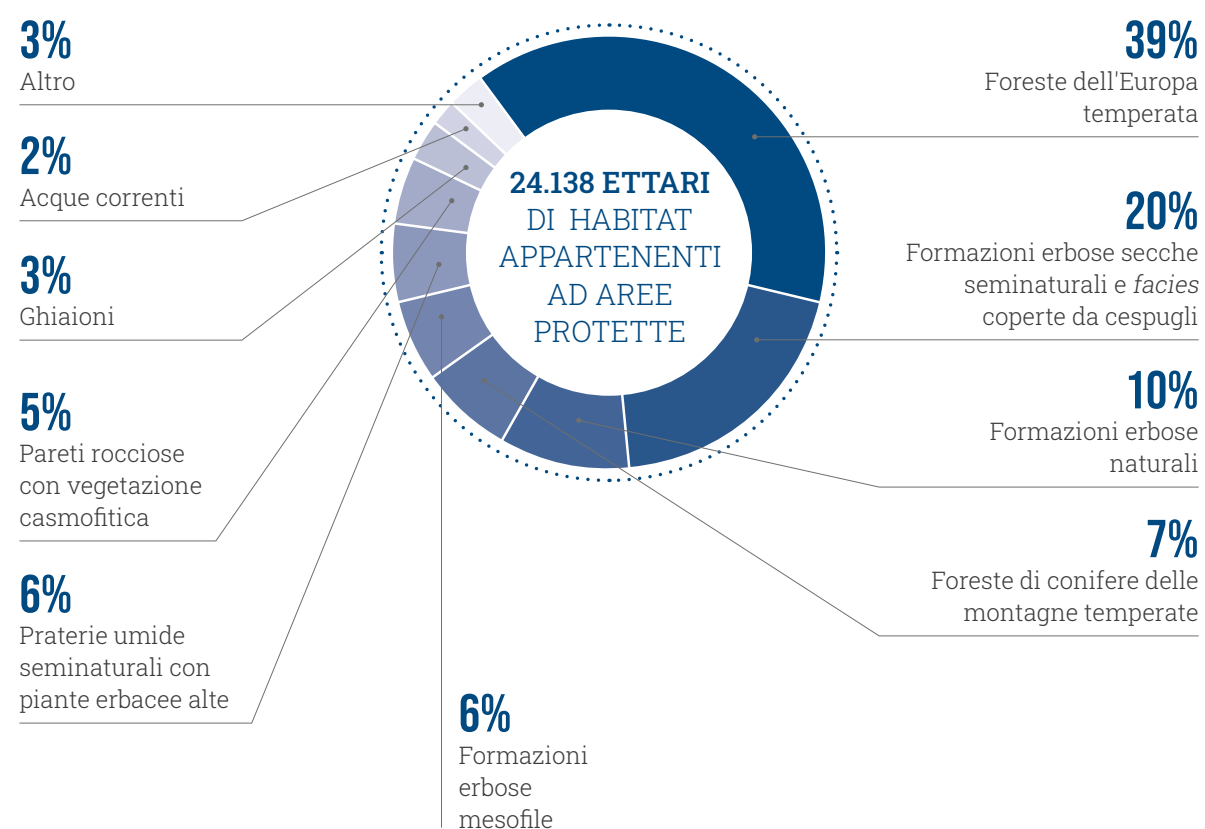 3%
Altro
2%
Acque correnti
3%
Ghiaioni
5%
Pareti rocciose
con vegetazione
casmofitica
6%
Praterie umide
seminaturali con
piante erbacee alte
24.138 ETTARI
DI HABITAT
APPARTENENTI
AD AREE
PROTETTE
6%
Formazioni
erbose
mesofile
39%
Foreste dell'Europa
temperata
20%
Formazioni erbose secche
seminaturali e facies
coperte da cespugli
10%
Formazioni erbose
naturali
7%
Foreste di conifere delle
montagne temperate